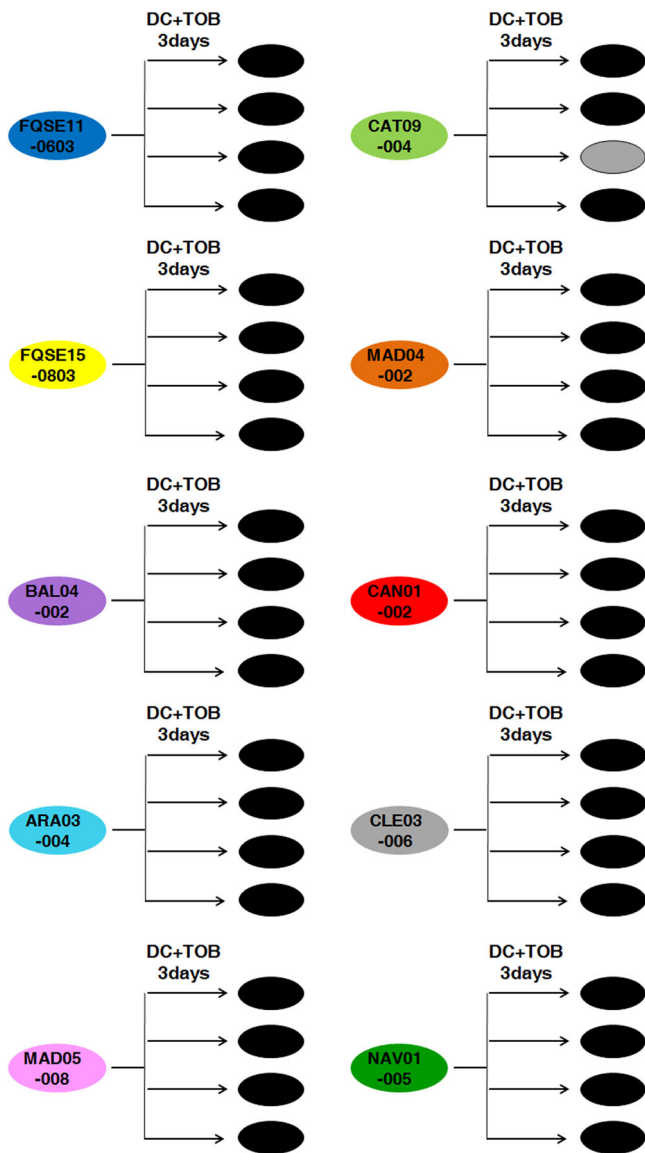 DC+TOB
3days
FQSE11
-0603
DC+TOB
3days
CAT09
-004
DC+TOB
3days
FQSE15
-0803
DC+TOB
3days
MAD04
-002
DC+TOB
3days
BAL04
-002
DC+TOB
3days
CAN01
-002
DC+TOB
3days
ARA03
-004
DC+TOB
3days
CLE03
-006
DC+TOB
3days
MAD05
-008
DC+TOB
3days
NAV01
-005